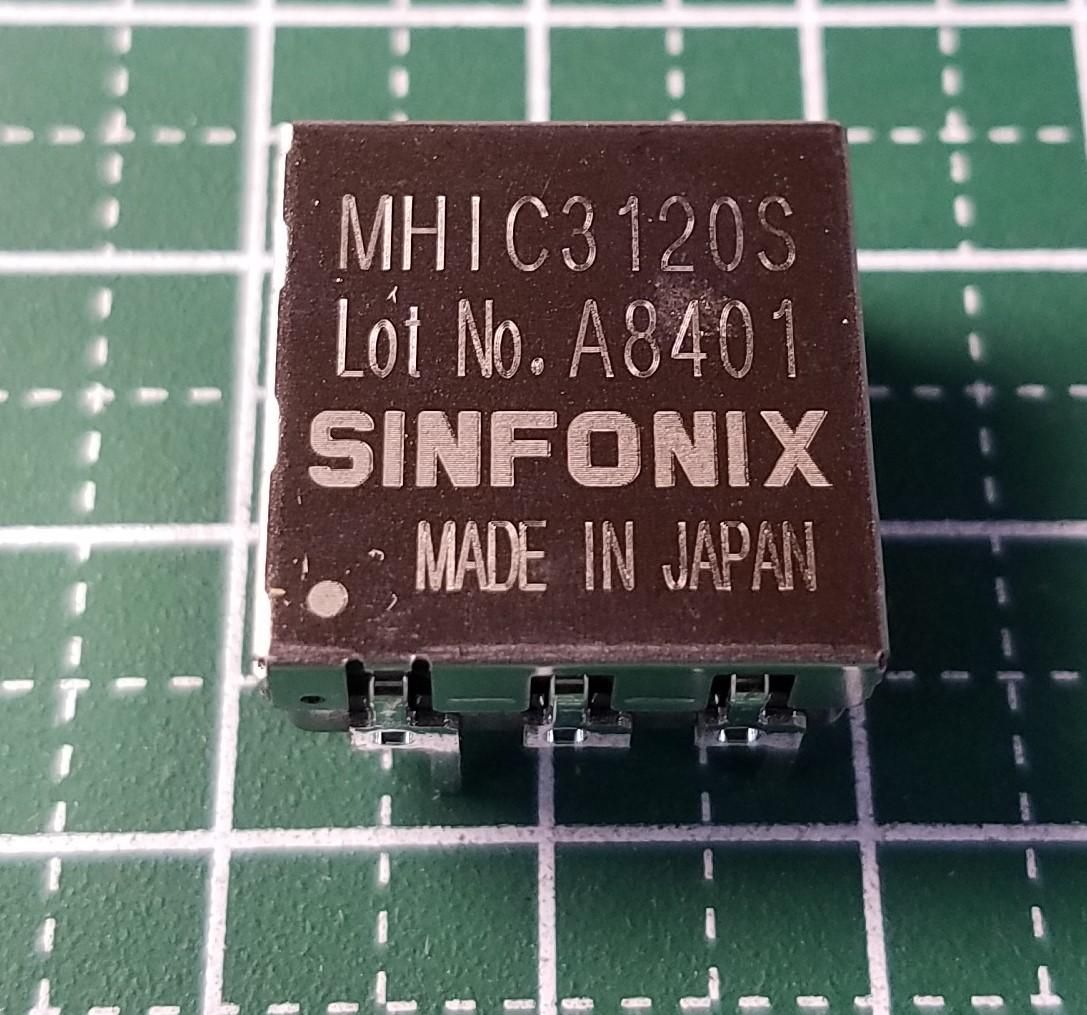 MHIC3120S
Lot No. A8401
SINFONIX
MADE IN JAPAN